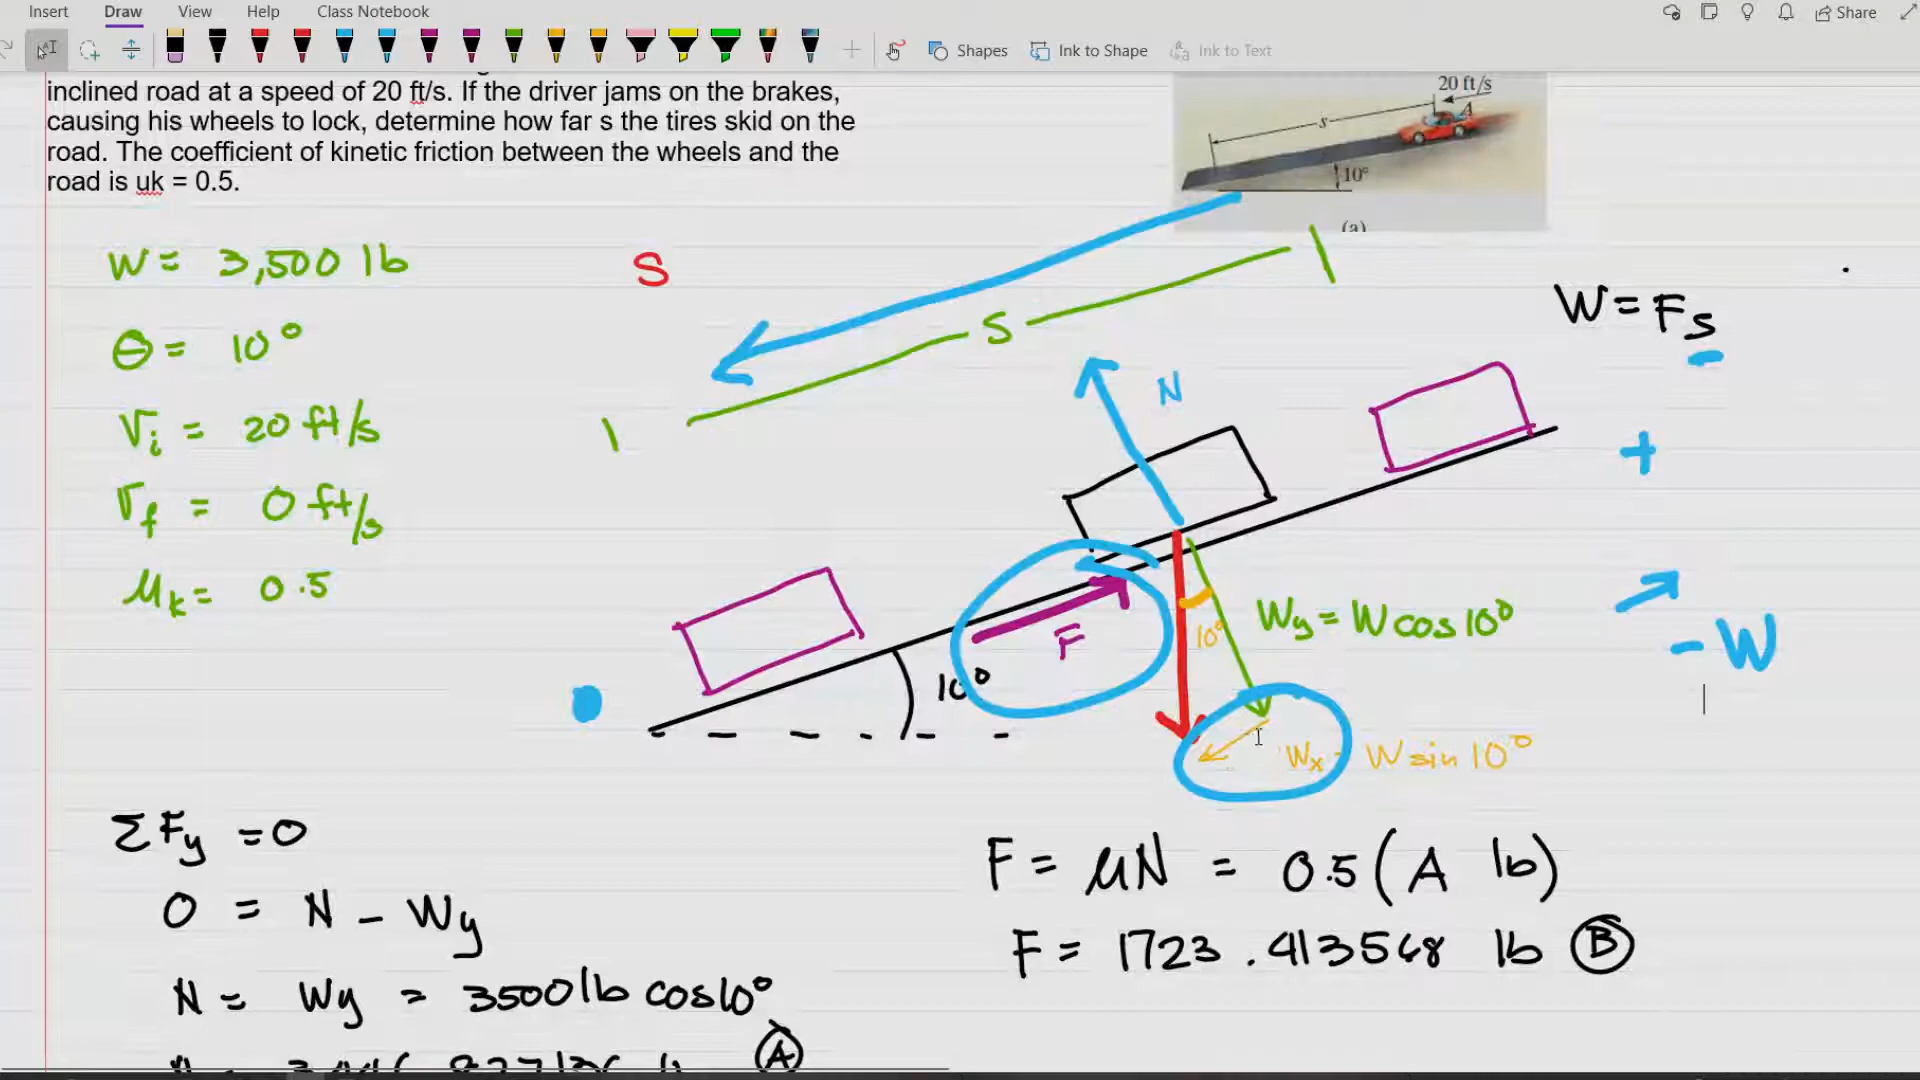 Insert Draw View Help Class Notebook Share
Shapes Ink to Shape Ink to Text
inclined road at a speed of 20 ft/s. If the driver jams on the brakes,
causing his wheels to lock, determine how far s the tires skid on the
road. The coefficient of kinetic friction between the wheels and the
road is uk = 0.5.
20 ft/s
A
s
10°
(a)
W = 3,500 lb
S
θ = 10°
S
W = Fs
Vi = 20 ft/s
N
+
Vf = 0 ft/s
μk = 0.5
F
10°
Wy = W cos 10°
- W
10°
Wx = W sin 10°
ΣFy = 0
0 = N - Wy
N = Wy = 3500 lb cos 10°
A
F = μN = 0.5 (A lb)
F = 1723.413568 lb B